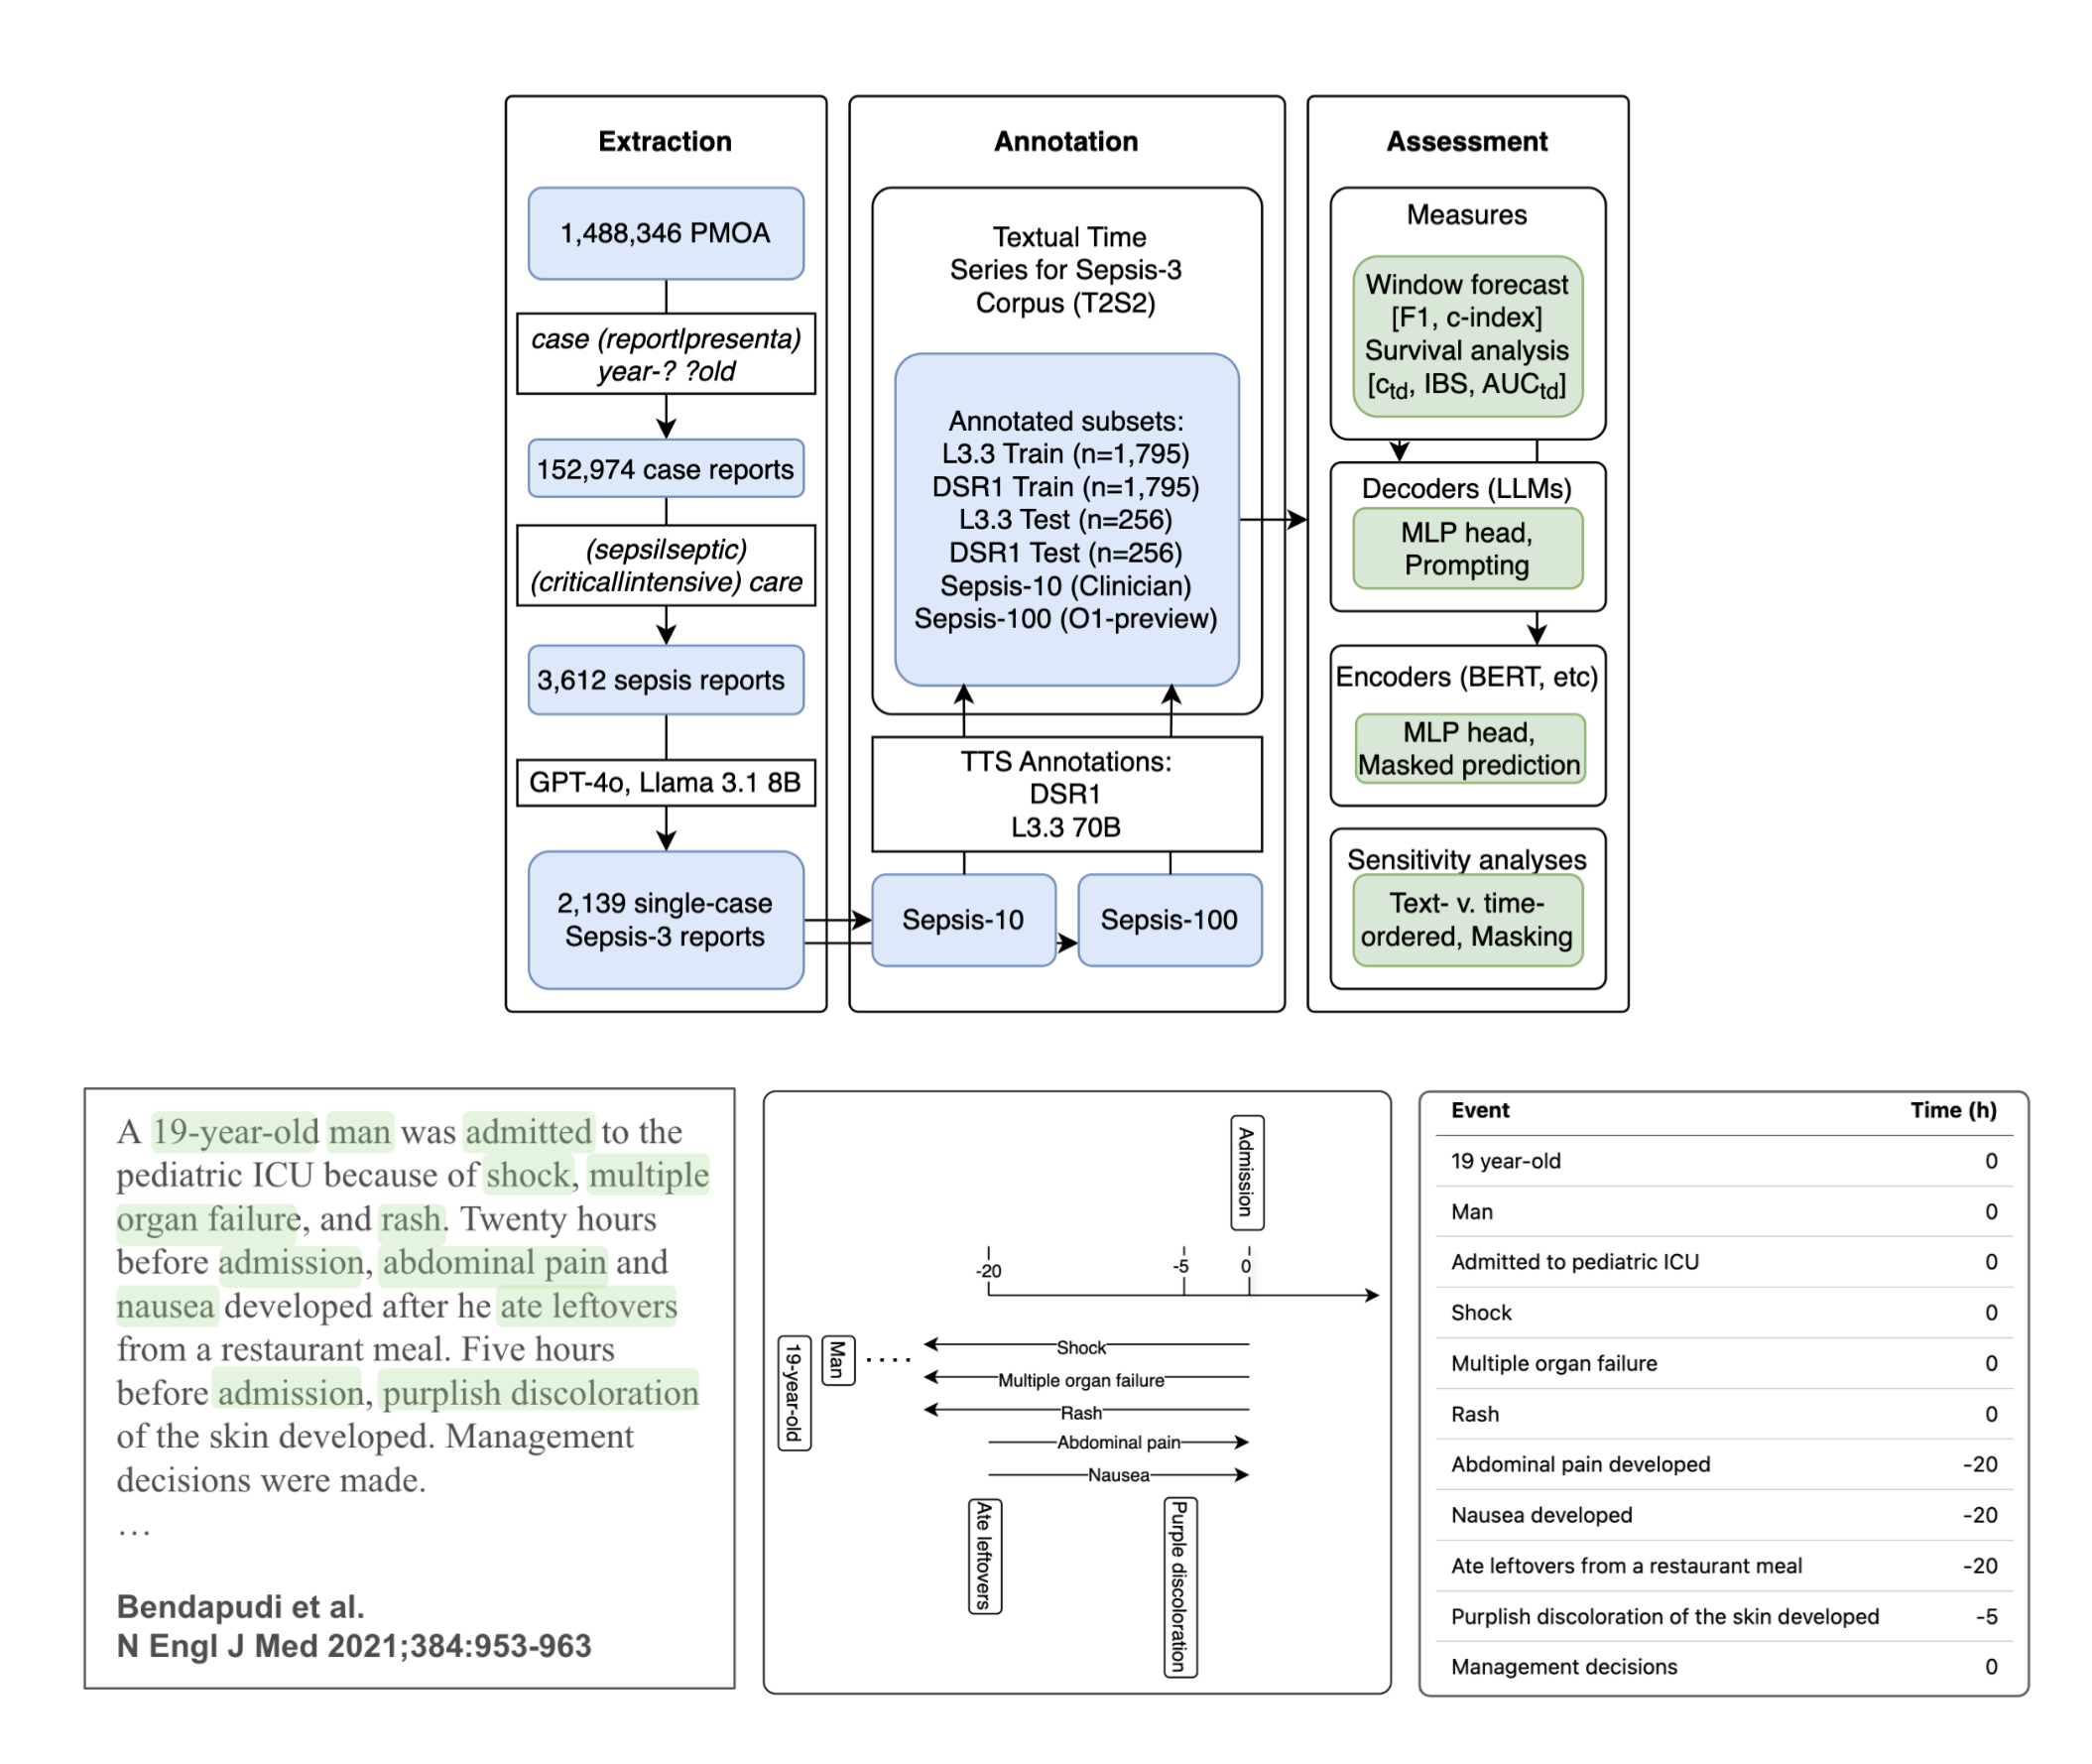 Extraction
1,488,346 PMOA
case (report|presenta)
year-? ?old
152,974 case reports
(sepsi|septic)
(critical|intensive) care
3,612 sepsis reports
GPT-4o, Llama 3.1 8B
2,139 single-case
Sepsis-3 reports
Annotation
Textual Time
Series for Sepsis-3
Corpus (T2S2)
Annotated subsets:
L3.3 Train (n=1,795)
DSR1 Train (n=1,795)
L3.3 Test (n=256)
DSR1 Test (n=256)
Sepsis-10 (Clinician)
Sepsis-100 (O1-preview)
TTS Annotations:
DSR1
L3.3 70B
Sepsis-10
Sepsis-100
Assessment
Measures
Window forecast
[F1, c-index]
Survival analysis
[ctd, IBS, AUCtd]
Decoders (LLMs)
MLP head,
Prompting
Encoders (BERT, etc)
MLP head,
Masked prediction
Sensitivity analyses
Text- v. time-
ordered, Masking
A 19-year-old man was admitted to the
pediatric ICU because of shock, multiple
organ failure, and rash. Twenty hours
before admission, abdominal pain and
nausea developed after he ate leftovers
from a restaurant meal. Five hours
before admission, purplish discoloration
of the skin developed. Management
decisions were made.
...
Bendapudi et al.
N Engl J Med 2021;384:953-963
Admission
-20
-5
0
19-year-old
Man
....
Shock
Multiple organ failure
Rash
Abdominal pain
Nausea
Ate leftovers
Purple discoloration
Event Time (h)
19 year-old 0
Man 0
Admitted to pediatric ICU 0
Shock 0
Multiple organ failure 0
Rash 0
Abdominal pain developed -20
Nausea developed -20
Ate leftovers from a restaurant meal -20
Purplish discoloration of the skin developed -5
Management decisions 0